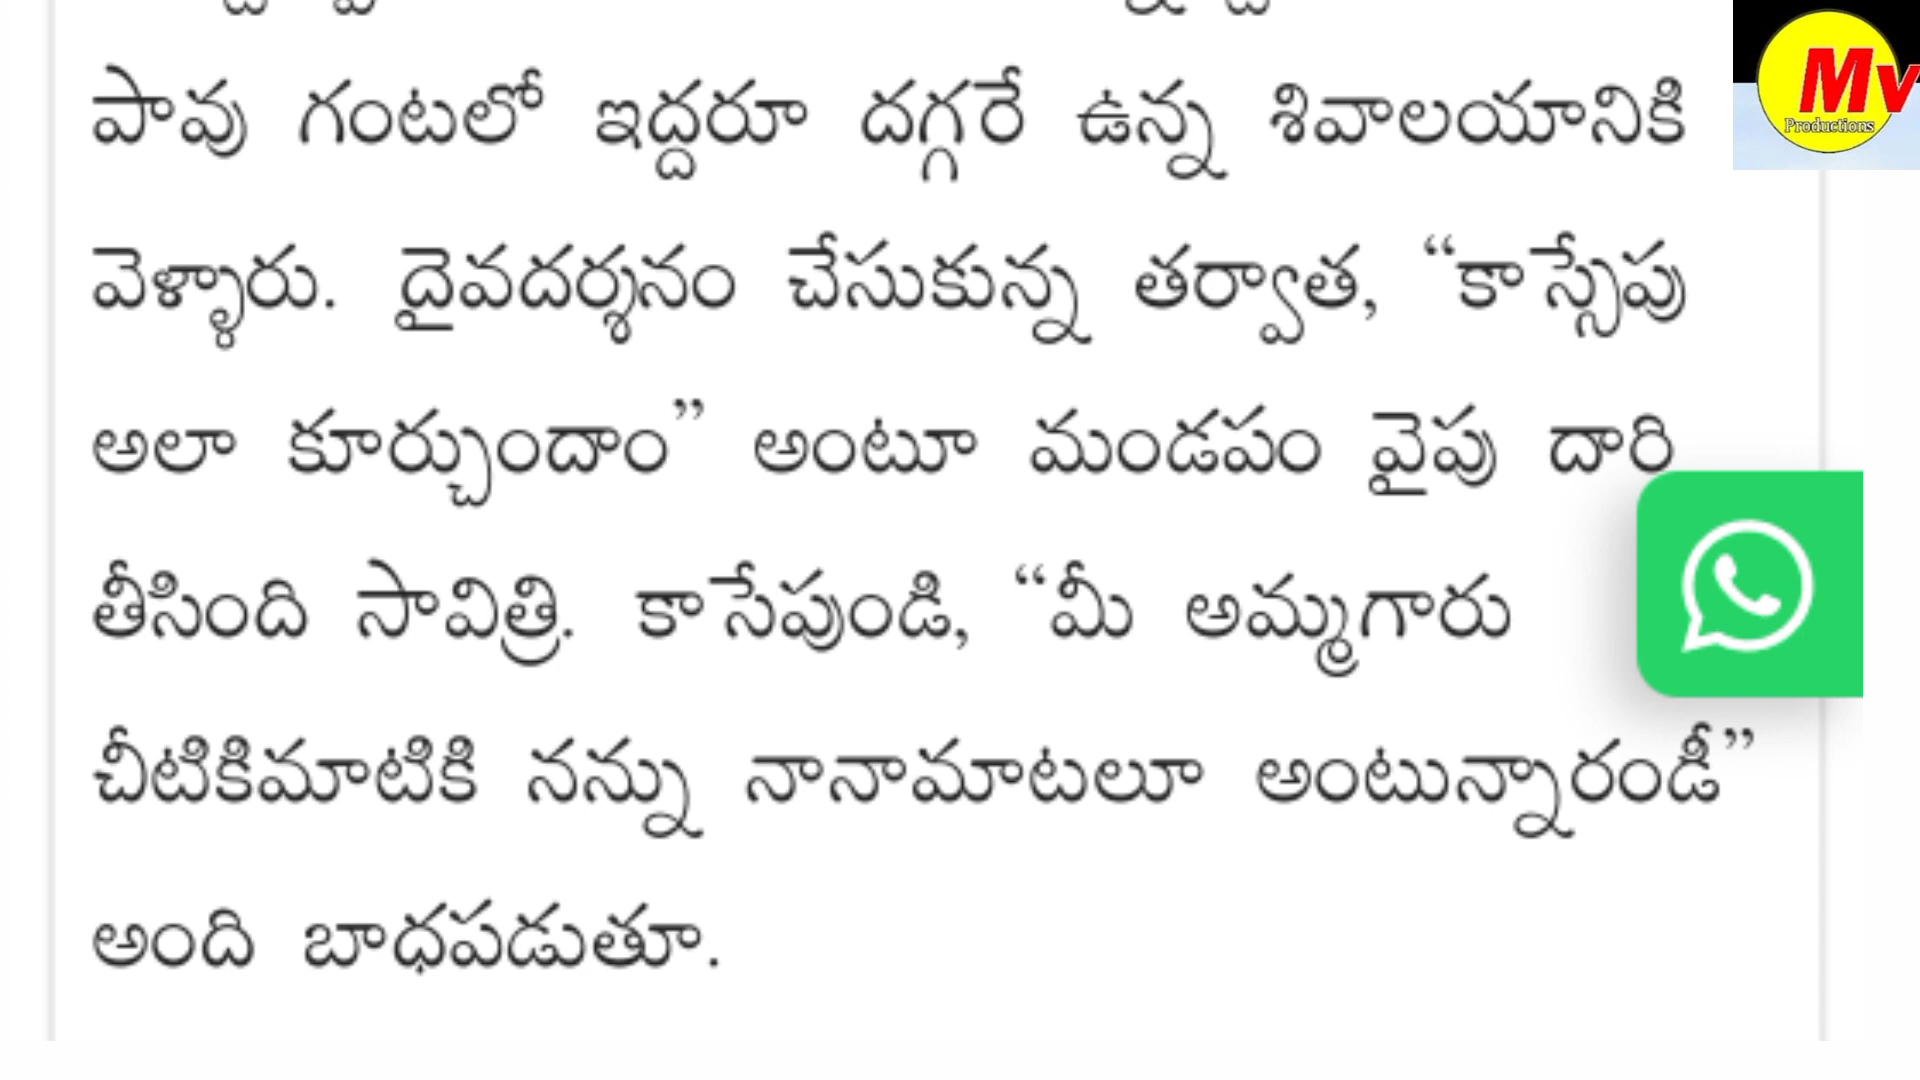 పావు గంటలో ఇద్దరూ దగ్గరే ఉన్న శివాలయానికి
వెళ్ళారు. దైవదర్శనం చేసుకున్న తర్వాత, “కాస్సేపు
అలా కూర్చుందాం” అంటూ మండపం వైపు దారి
తీసింది సావిత్రి. కాసేపుండి, “మీ అమ్మగారు
చీటికిమాటికి నన్ను నానామాటలూ అంటున్నారండీ”
అంది బాధపడుతూ.
Mv
Productions